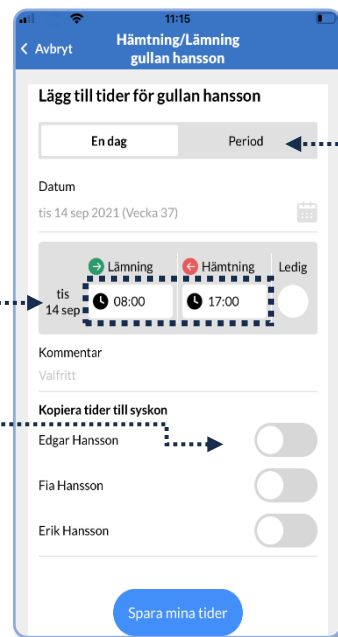 11:15
Avbryt
Hämtning/Lämning
gullan hansson
Lägg till tider för gullan hansson
En dag Period
Datum
tis 14 sep 2021 (Vecka 37)
Lämning Hämtning Ledig
tis
14 sep
08:00 17:00
Kommentar
Valfritt
Kopiera tider till syskon
Edgar Hansson
Fia Hansson
Erik Hansson
Spara mina tider